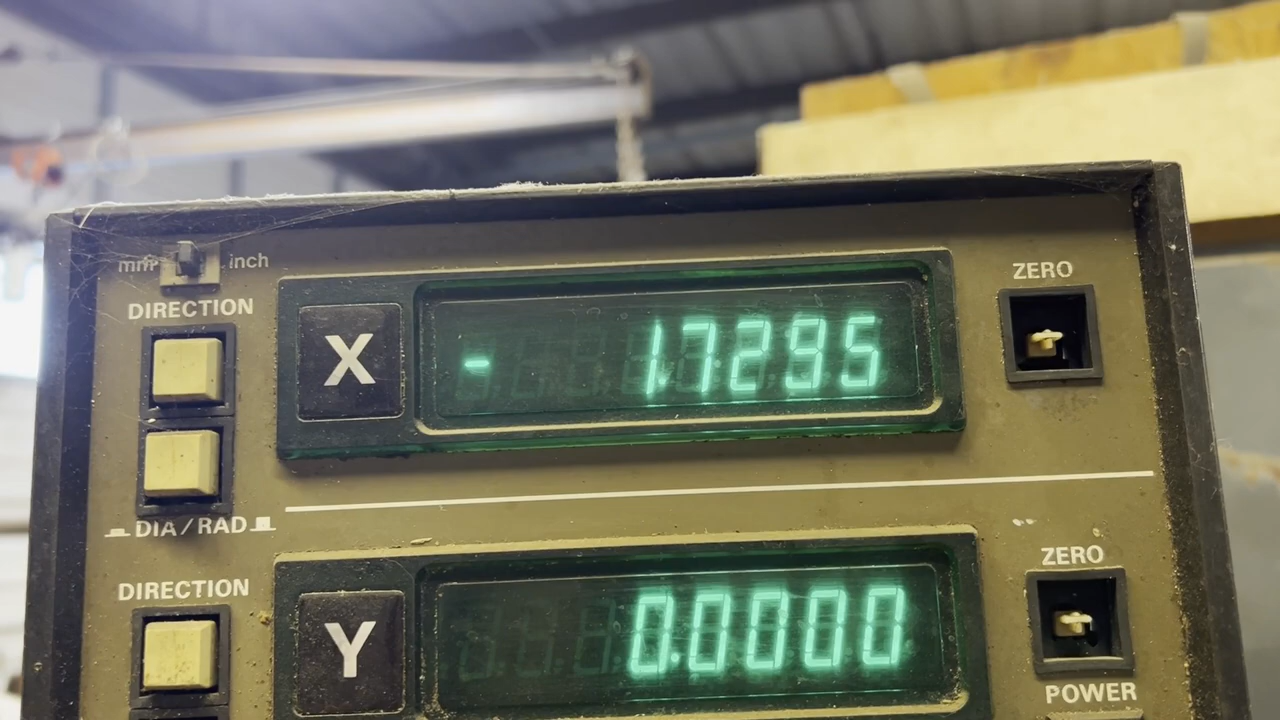 mm inch
DIRECTION
X - 1.7295 ZERO
DIA/RAD
DIRECTION
Y 0.0000 ZERO
POWER